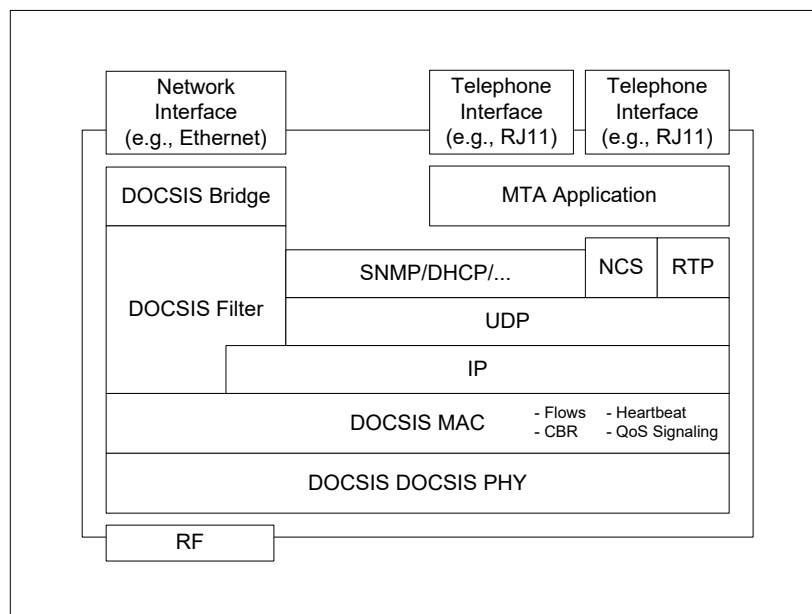 Network
Interface
(e.g., Ethernet)
Telephone
Interface
(e.g., RJ11)
Telephone
Interface
(e.g., RJ11)
DOCSIS Bridge
MTA Application
DOCSIS Filter
SNMP/DHCP/...
NCS
RTP
UDP
IP
DOCSIS MAC
- Flows
- Heartbeat
- CBR
- QoS Signaling
DOCSIS DOCSIS PHY
RF